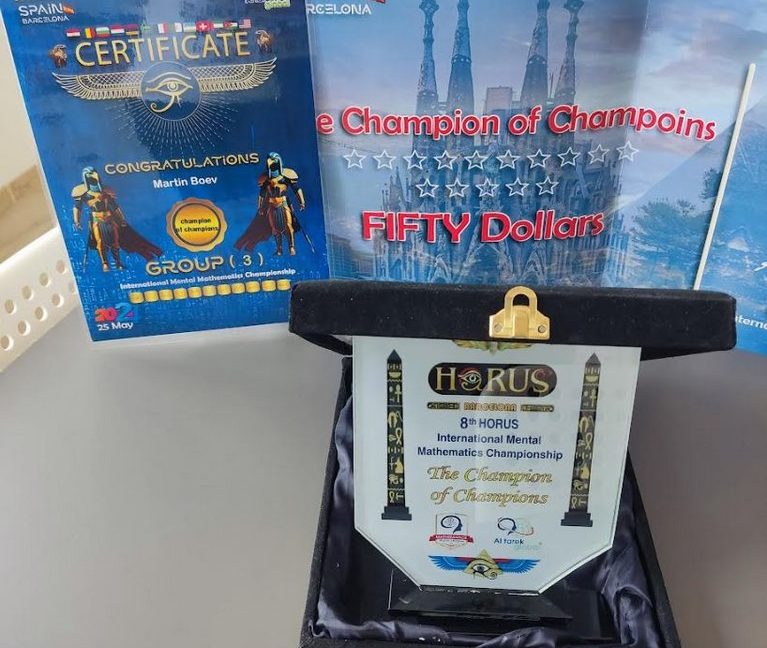 SPAIN
BARCELONA
CERTIFICATE
CONGRATULATIONS
Martin Boev
champion
of champions
GROUP ( 3 )
International Mental Mathematics Championship
25 May
BARCELONA
e Champion of Champoins
FIFTY Dollars
HORUS
BARCELONA
8th HORUS
International Mental
Mathematics Championship
The Champion
of Champions
Al tarek
global